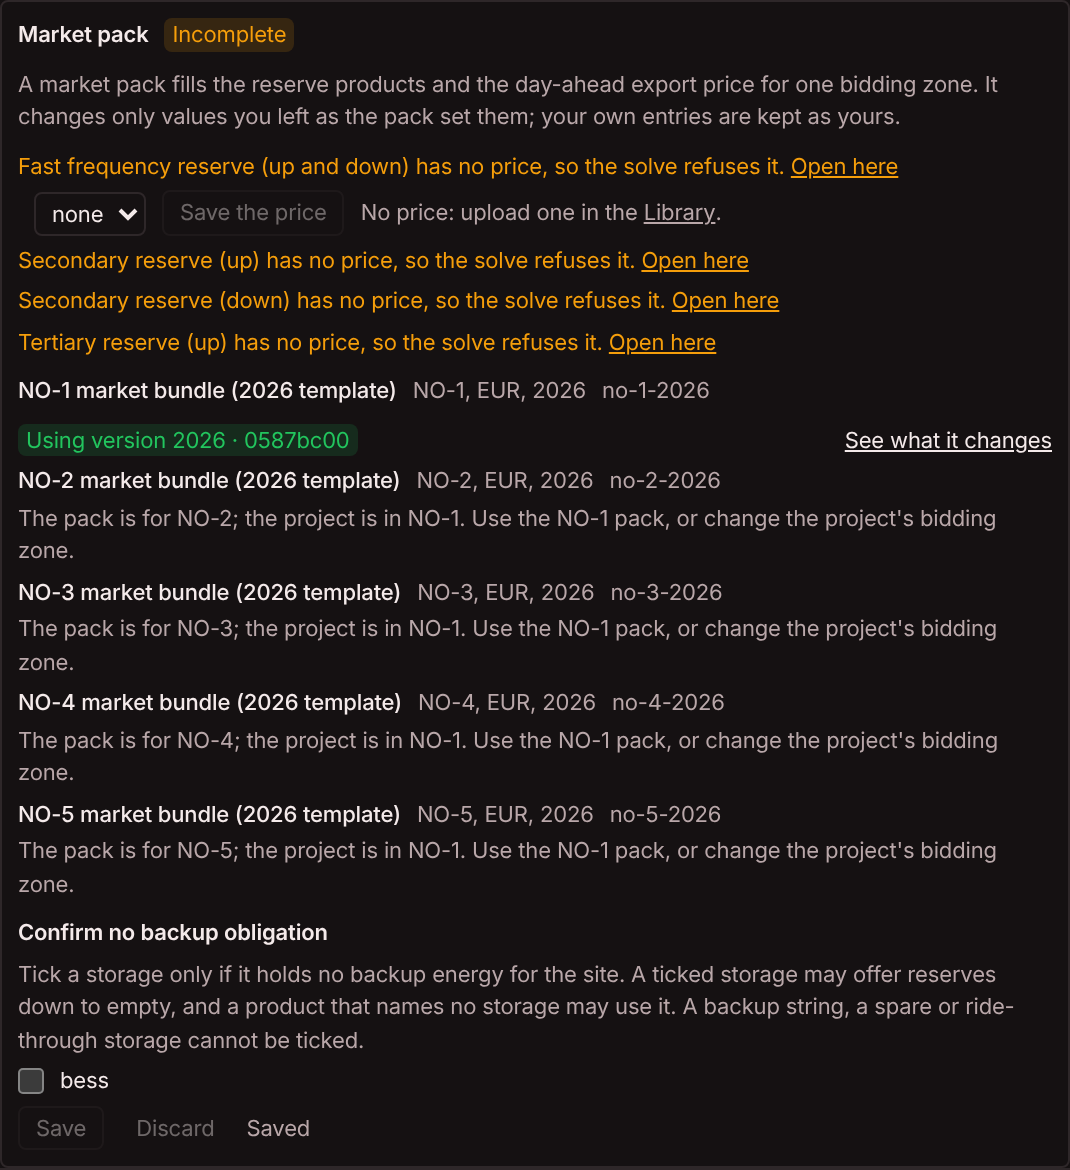 Market pack Incomplete
A market pack fills the reserve products and the day-ahead export price for one bidding zone. It
changes only values you left as the pack set them; your own entries are kept as yours.
Fast frequency reserve (up and down) has no price, so the solve refuses it. Open here
none Save the price No price: upload one in the Library.
Secondary reserve (up) has no price, so the solve refuses it. Open here
Secondary reserve (down) has no price, so the solve refuses it. Open here
Tertiary reserve (up) has no price, so the solve refuses it. Open here
NO-1 market bundle (2026 template) NO-1, EUR, 2026 no-1-2026
Using version 2026 · 0587bc00 See what it changes
NO-2 market bundle (2026 template) NO-2, EUR, 2026 no-2-2026
The pack is for NO-2; the project is in NO-1. Use the NO-1 pack, or change the project's bidding
zone.
NO-3 market bundle (2026 template) NO-3, EUR, 2026 no-3-2026
The pack is for NO-3; the project is in NO-1. Use the NO-1 pack, or change the project's bidding
zone.
NO-4 market bundle (2026 template) NO-4, EUR, 2026 no-4-2026
The pack is for NO-4; the project is in NO-1. Use the NO-1 pack, or change the project's bidding
zone.
NO-5 market bundle (2026 template) NO-5, EUR, 2026 no-5-2026
The pack is for NO-5; the project is in NO-1. Use the NO-1 pack, or change the project's bidding
zone.
Confirm no backup obligation
Tick a storage only if it holds no backup energy for the site. A ticked storage may offer reserves
down to empty, and a product that names no storage may use it. A backup string, a spare or ride-
through storage cannot be ticked.
bess
Save Discard Saved